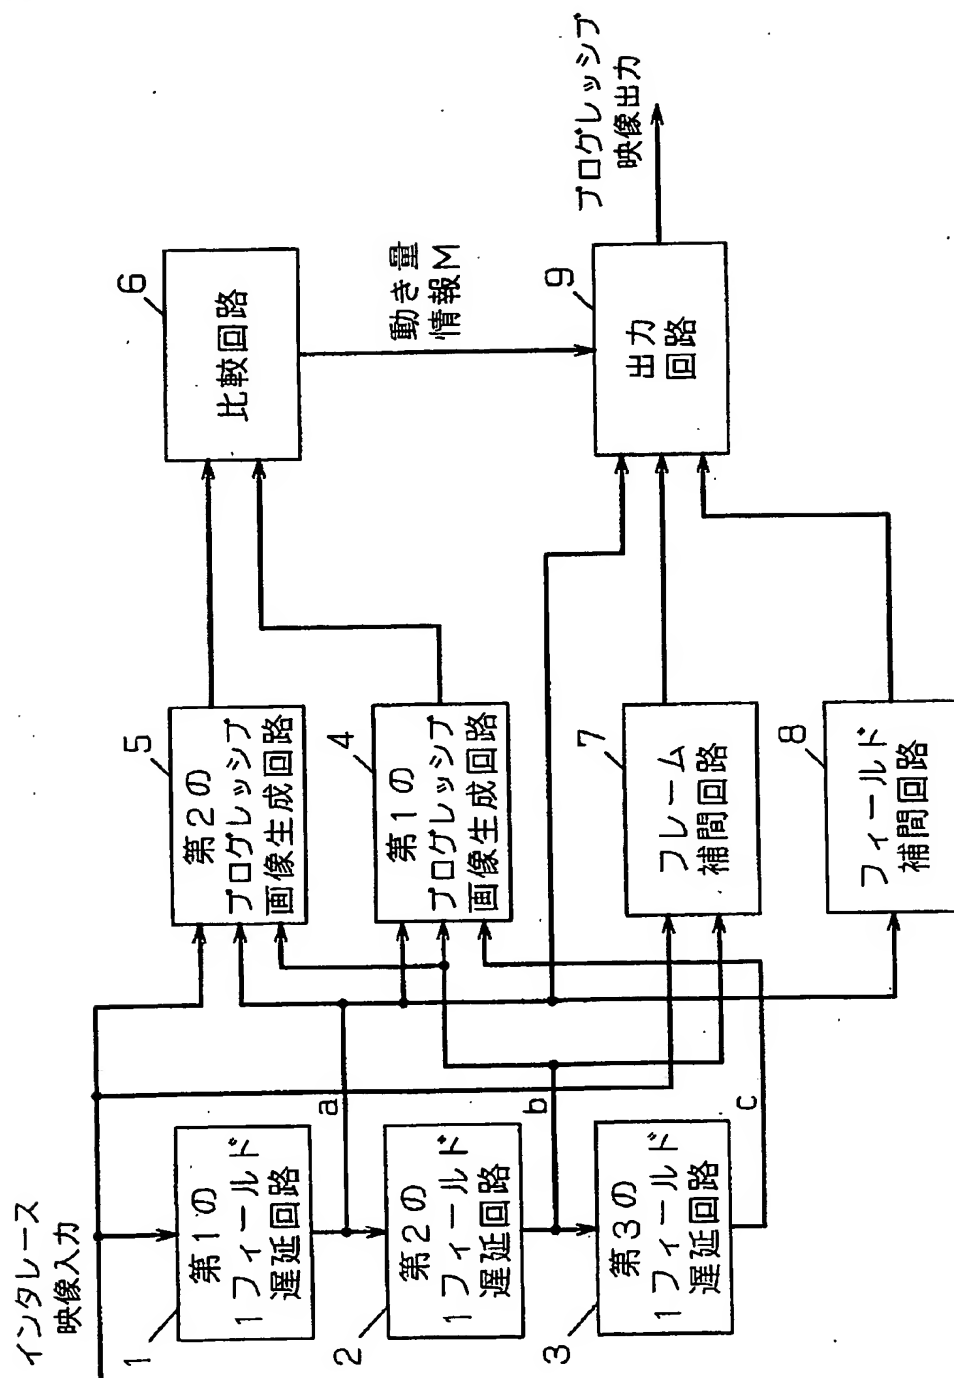 インタレース
映像入力
1
第1の
1フィールド
遅延回路
a
2
第2の
1フィールド
遅延回路
b
3
第3の
1フィールド
遅延回路
c
5
第2の
プログレッシブ
画像生成回路
4
第1の
プログレッシブ
画像生成回路
7
フレーム
補間回路
8
フィールド
補間回路
6
比較回路
動き量
情報M
9
出力
回路
プログレッシブ
映像出力